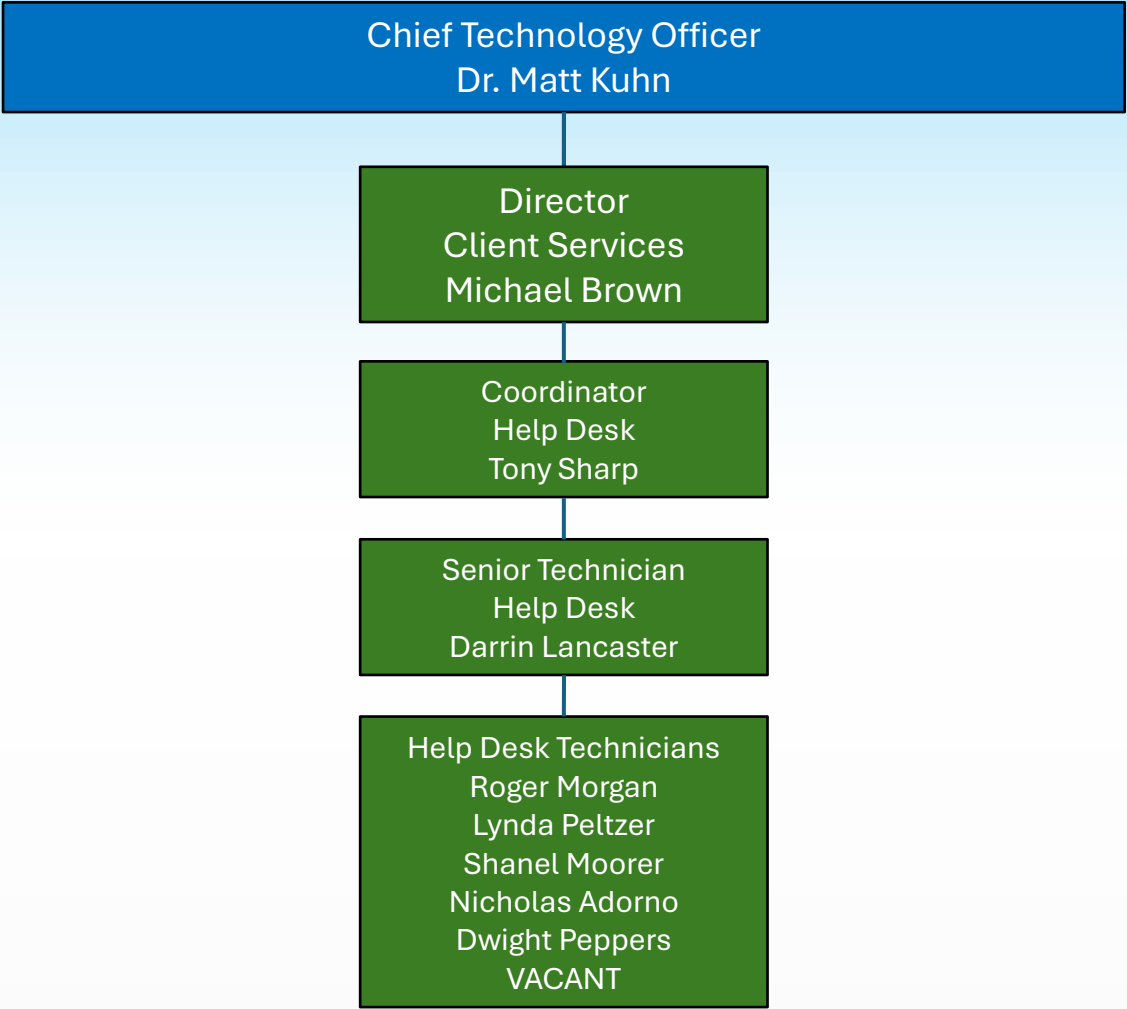 Chief Technology Officer
Dr. Matt Kuhn
Director
Client Services
Michael Brown
Coordinator
Help Desk
Tony Sharp
Senior Technician
Help Desk
Darrin Lancaster
Help Desk Technicians
Roger Morgan
Lynda Peltzer
Shanel Moorer
Nicholas Adorno
Dwight Peppers
VACANT